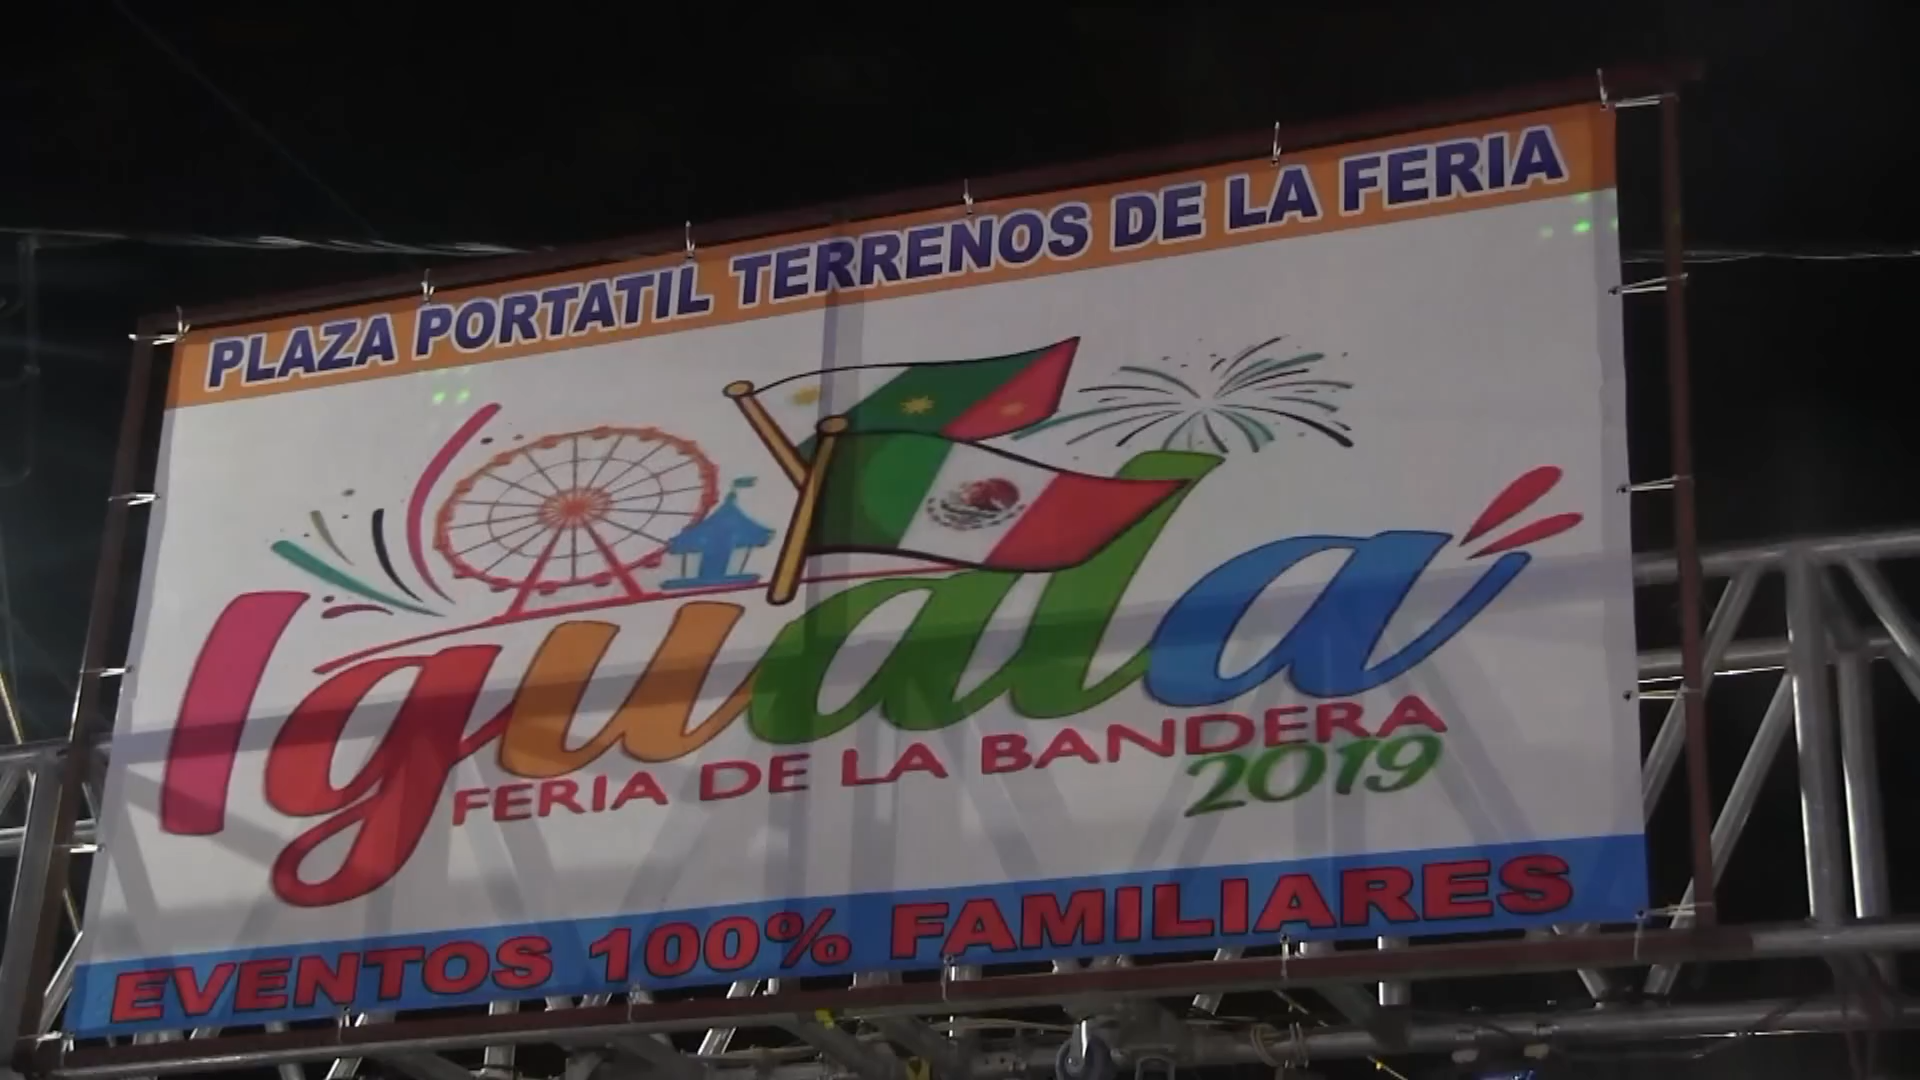 PLAZA PORTATIL TERRENOS DE LA FERIA
Iguala
FERIA DE LA BANDERA
2019
EVENTOS 100% FAMILIARES